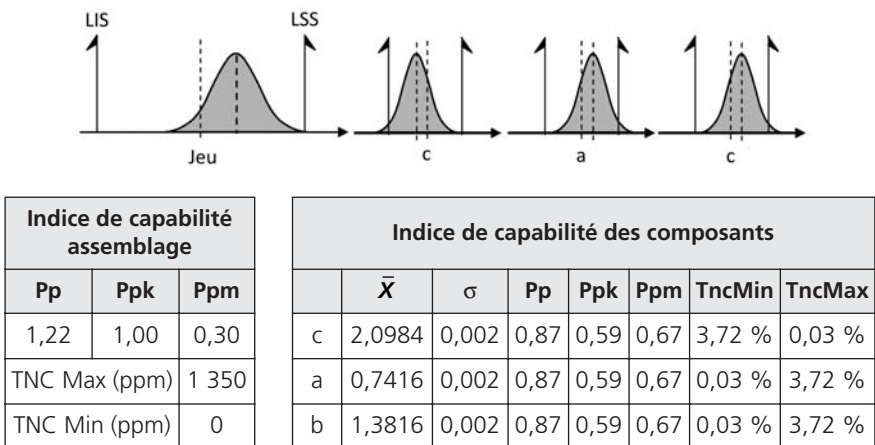 LIS LSS
Jeu c a c
Indice de capabilité assemblage
Pp Ppk Ppm
1,22 1,00 0,30
TNC Max (ppm) 1 350
TNC Min (ppm) 0
Indice de capabilité des composants
X̄ σ Pp Ppk Ppm TncMin TncMax
c 2,0984 0,002 0,87 0,59 0,67 3,72 % 0,03 %
a 0,7416 0,002 0,87 0,59 0,67 0,03 % 3,72 %
b 1,3816 0,002 0,87 0,59 0,67 0,03 % 3,72 %